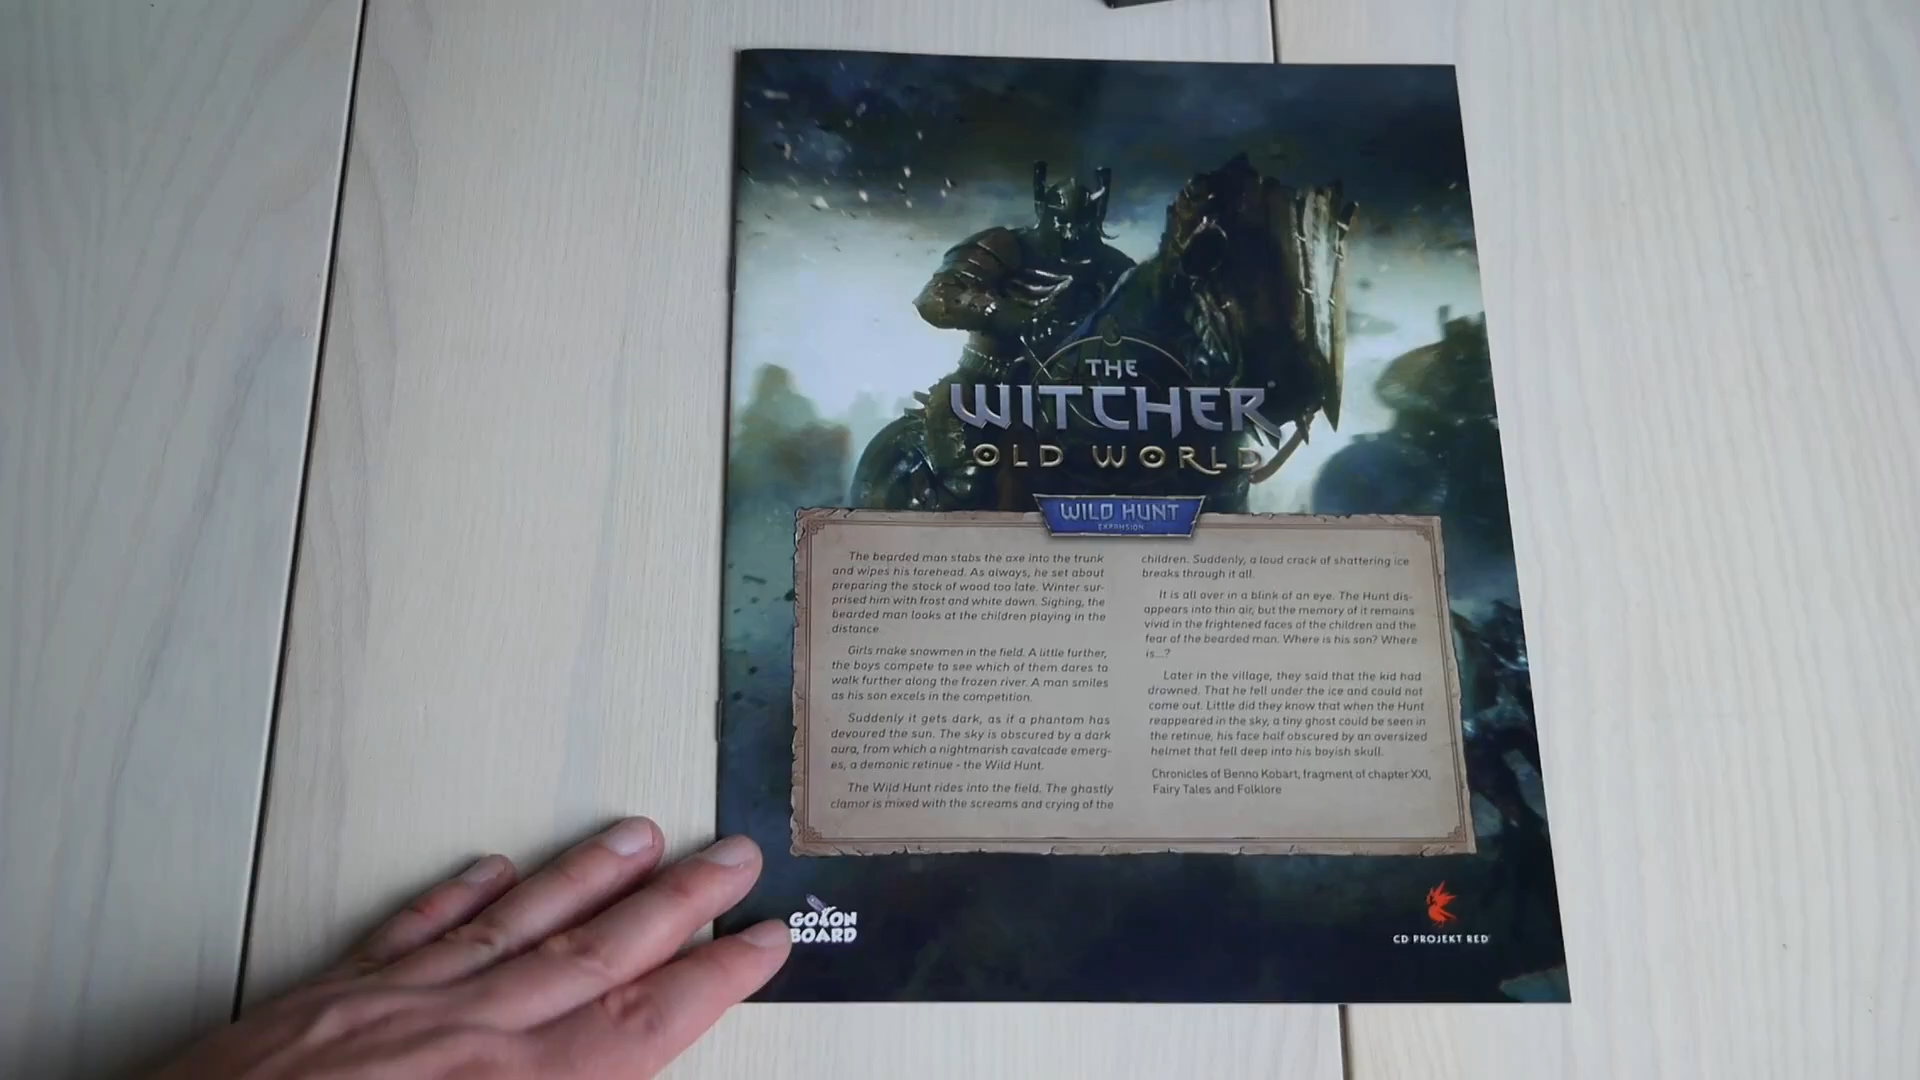 THE
WITCHER
OLD WORLD
WILD HUNT
EXPANSION
The bearded man stabs the axe into the trunk
and wipes his forehead. As always, he set about
preparing the stock of wood too late. Winter sur-
prised him with frost and white down. Sighing, the
bearded man looks at the children playing in the
distance.
Girls make snowmen in the field. A little further,
the boys compete to see which of them dares to
walk further along the frozen river. A man smiles
as his son excels in the competition.
Suddenly it gets dark, as if a phantom has
devoured the sun. The sky is obscured by a dark
aura, from which a nightmarish cavalcade emerg-
es, a demonic retinue - the Wild Hunt.
The Wild Hunt rides into the field. The ghastly
clamor is mixed with the screams and crying of the
children. Suddenly, a loud crack of shattering ice
breaks through it all.
It is all over in a blink of an eye. The Hunt dis-
appears into thin air, but the memory of it remains
vivid in the frightened faces of the children and the
fear of the bearded man. Where is his son? Where
is...?
Later in the village, they said that the kid had
drowned. That he fell under the ice and could not
come out. Little did they know that when the Hunt
reappeared in the sky, a tiny ghost could be seen in
the retinue, his face half obscured by an oversized
helmet that fell deep into his boyish skull.
Chronicles of Benno Kobart, fragment of chapter XXI,
Fairy Tales and Folklore
GO ON
BOARD
CD PROJEKT RED